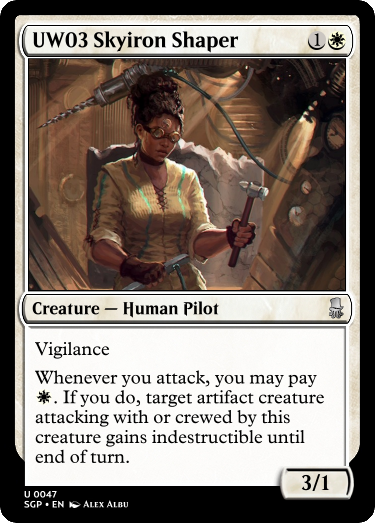 UW03 Skyiron Shaper 1
Creature — Human Pilot
Vigilance
Whenever you attack, you may pay
. If you do, target artifact creature
attacking with or crewed by this
creature gains indestructible until
end of turn.
3/1
U 0047
SGP • EN Alex Albu